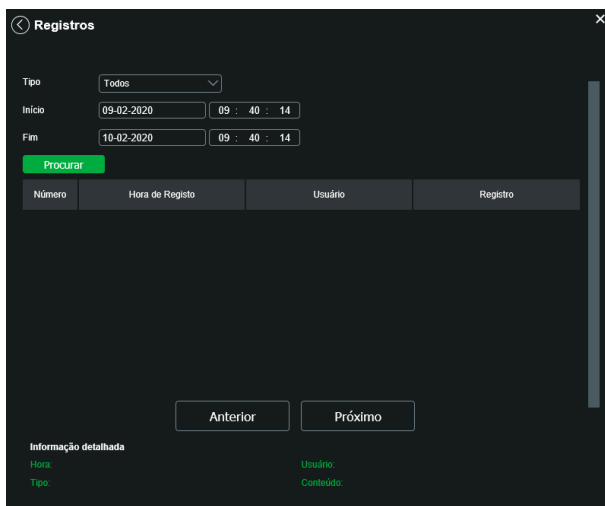 Registros
Tipo Todos
Início 09-02-2020 09 : 40 : 14
Fim 10-02-2020 09 : 40 : 14
Procurar
Número Hora de Registo Usuário Registro
Anterior Próximo
Informação detalhada
Hora: Usuário:
Tipo: Conteúdo: